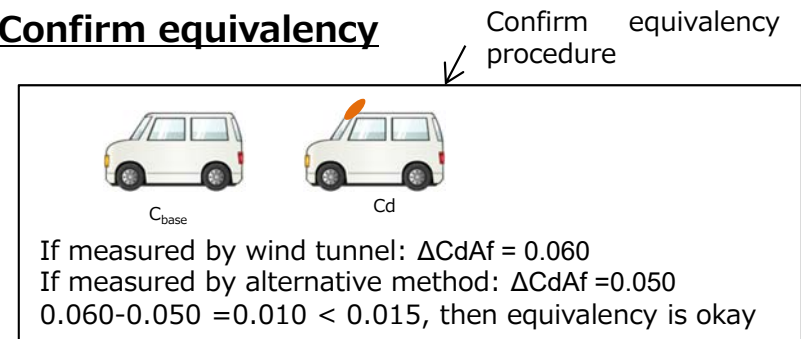 Confirm equivalency
Confirm equivalency
procedure
Cbase
Cd
If measured by wind tunnel: ΔCdAf = 0.060
If measured by alternative method: ΔCdAf =0.050
0.060-0.050 =0.010 < 0.015, then equivalency is okay